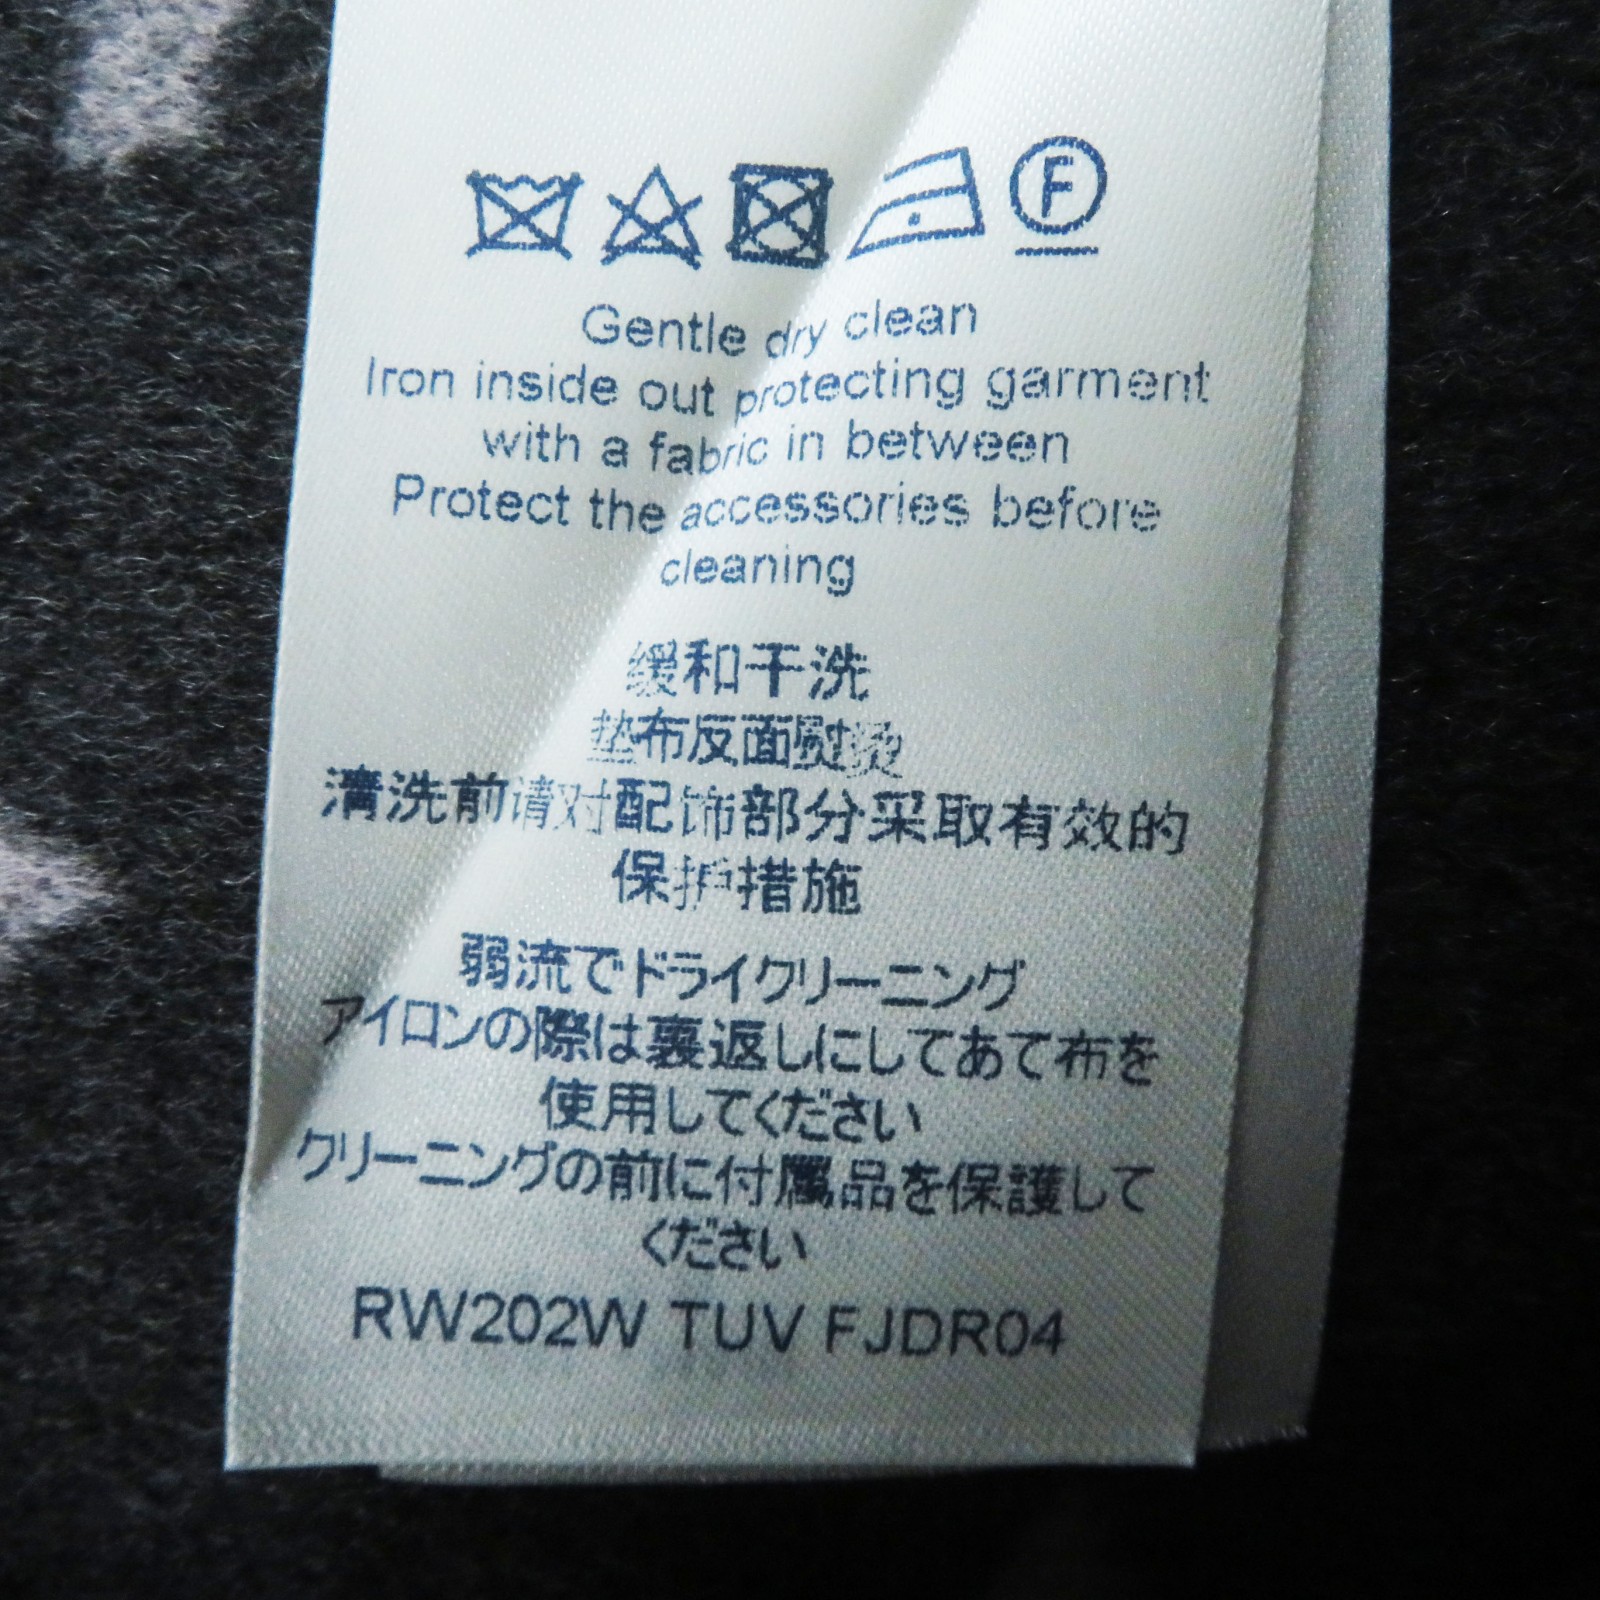 F
Gentle dry clean
Iron inside out protecting garment
with a fabric in between
Protect the accessories before
cleaning
缓和干洗
垫布反面熨烫
清洗前请对配饰部分采取有效的
保护措施
弱流でドライクリーニング
アイロンの際は裏返しにしてあて布を
使用してください
クリーニングの前に付属品を保護して
ください
RW202W TUV FJDR04